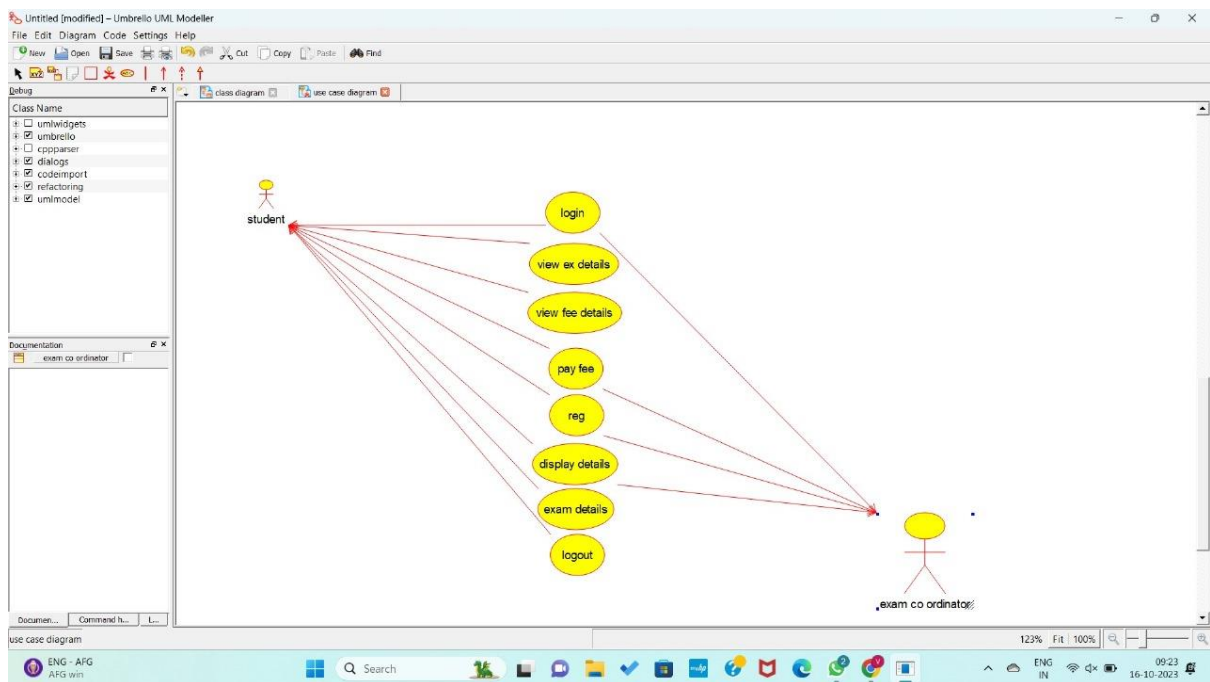 Untitled [modified] – Umbrello UML Modeller
File Edit Diagram Code Settings Help
New Open Save Cut Copy Paste Find
Debug
class diagram use case diagram
Class Name
umlwidgets
umbrello
cppparser
dialogs
codeimport
refactoring
umlmodel
student
login
view ex details
view fee details
pay fee
reg
display details
exam details
logout
exam co ordinator
Documentation
exam co ordinator
Documen... Command h... L...
use case diagram
123% Fit 100%
ENG - AFG
AFG win
Search
2
ENG
IN
09:23
16-10-2023